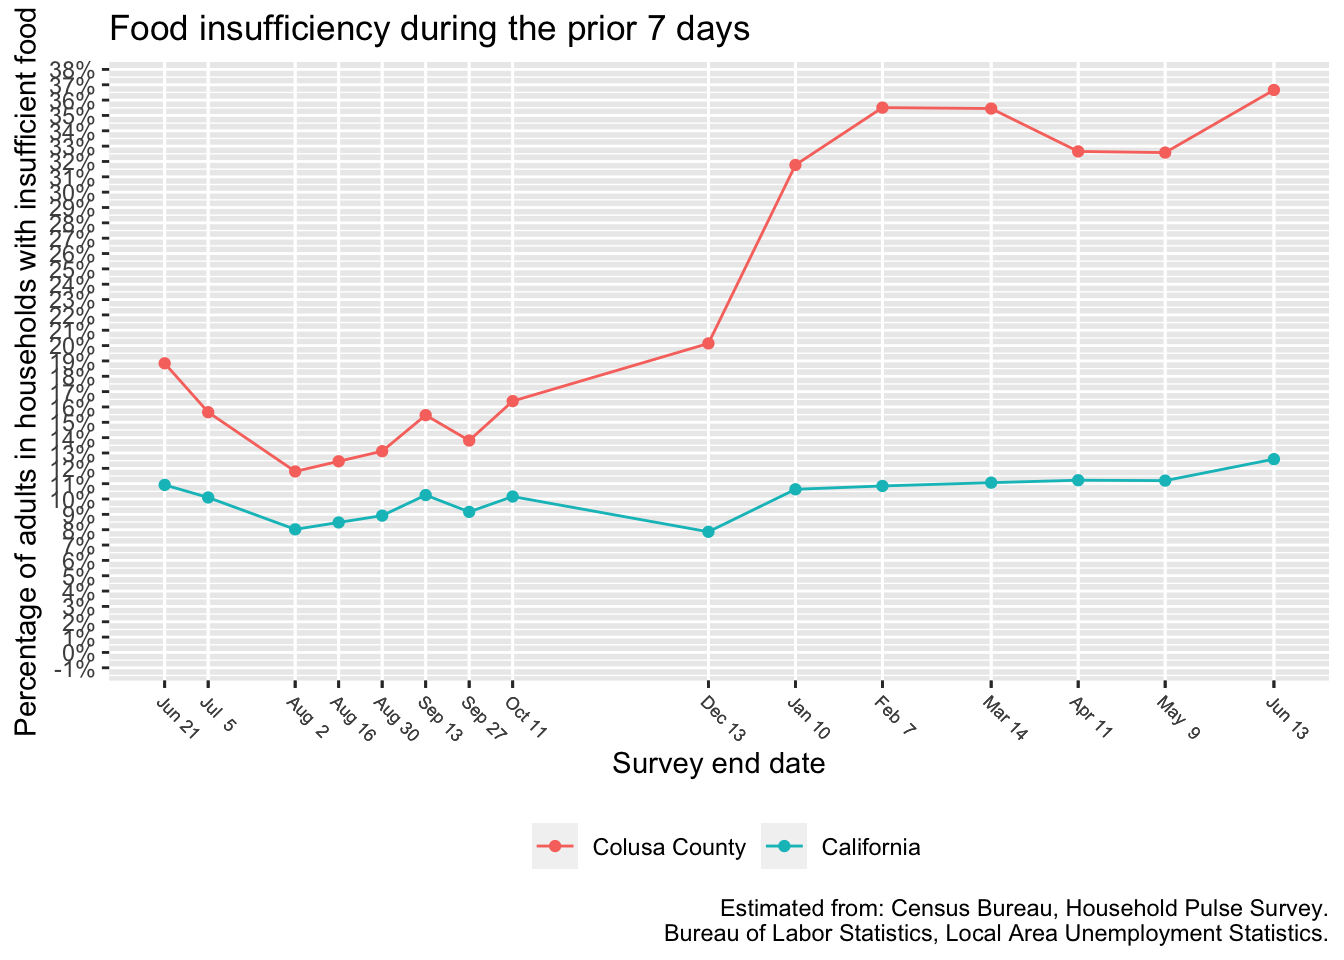 Food insufficiency during the prior 7 days
Percentage of adults in households with insufficient food
38%
37%
36%
35%
34%
33%
32%
31%
30%
29%
28%
27%
26%
25%
24%
23%
22%
21%
20%
19%
18%
17%
16%
15%
14%
13%
12%
11%
10%
9%
8%
7%
6%
5%
4%
3%
2%
1%
0%
-1%
Jun 21
Jul 5
Aug 2
Aug 16
Aug 30
Sep 13
Sep 27
Oct 11
Dec 13
Jan 10
Feb 7
Mar 14
Apr 11
May 9
Jun 13
Survey end date
Colusa County
California
Estimated from: Census Bureau, Household Pulse Survey.
Bureau of Labor Statistics, Local Area Unemployment Statistics.